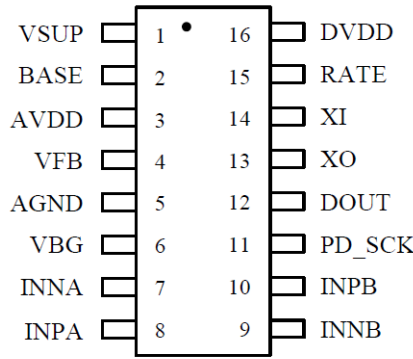 VSUP 1 16 DVDD
BASE 2 15 RATE
AVDD 3 14 XI
VFB 4 13 XO
AGND 5 12 DOUT
VBG 6 11 PD_SCK
INNA 7 10 INPB
INPA 8 9 INNB